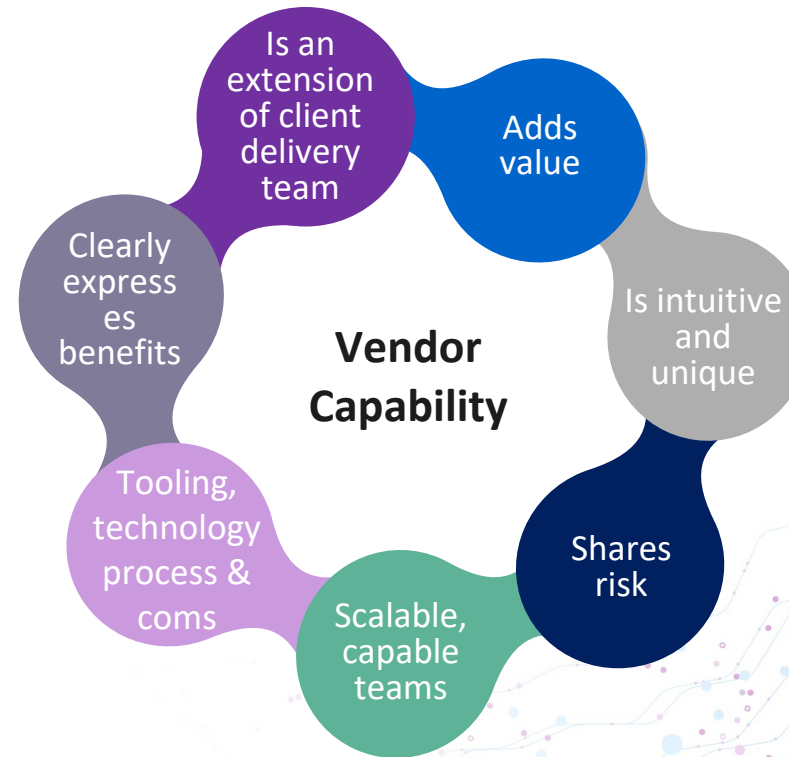 Is an
extension
of client
delivery
team
Adds
value
Is intuitive
and
unique
Shares
risk
Scalable,
capable
teams
Tooling,
technology
process &
coms
Clearly
express
es
benefits
Vendor
Capability